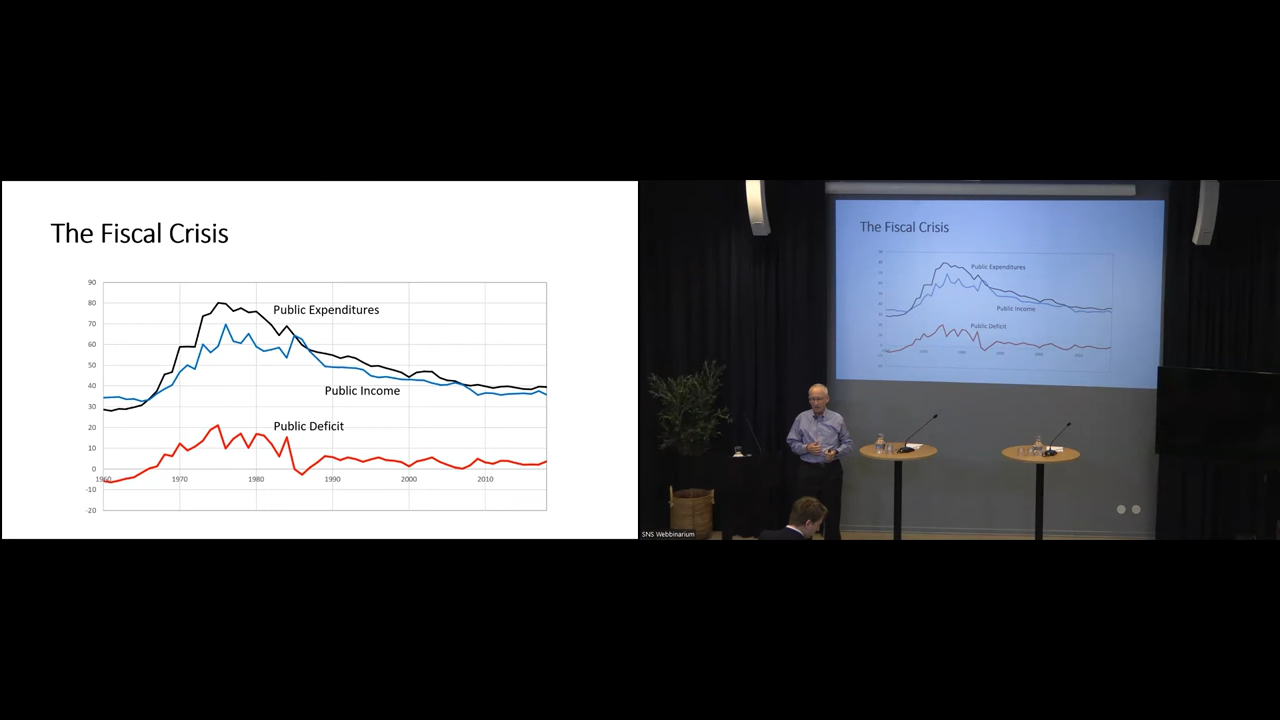 The Fiscal Crisis
90
80
Public Expenditures
70
60
50
40
Public Income
30
20
Public Deficit
10
0
1960 1970 1980 1990 2000 2010
-10
-20
The Fiscal Crisis
Public Expenditures
Public Income
Public Deficit
SNS Webbinarium